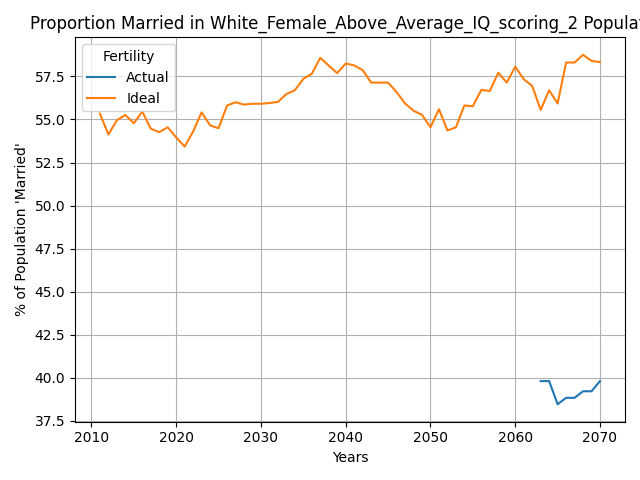 Proportion Married in White_Female_Above_Average_IQ_scoring_2 Populat
Fertility
Actual
Ideal
57.5
55.0
52.5
50.0
47.5
45.0
42.5
40.0
37.5
% of Population 'Married'
2010 2020 2030 2040 2050 2060 2070
Years